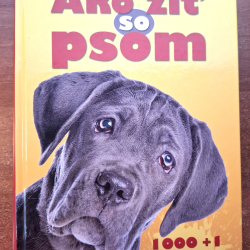 Ako žiť
so
psom
1000 + 1